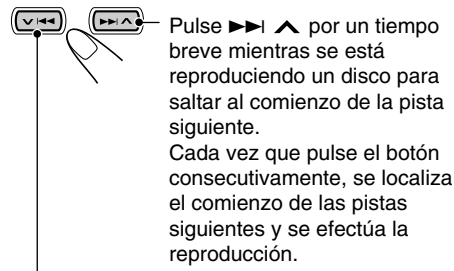 Pulse ►►I ∧ por un tiempo
breve mientras se está
reproduciendo un disco para
saltar al comienzo de la pista
siguiente.
Cada vez que pulse el botón
consecutivamente, se localiza
el comienzo de las pistas
siguientes y se efectúa la
reproducción.